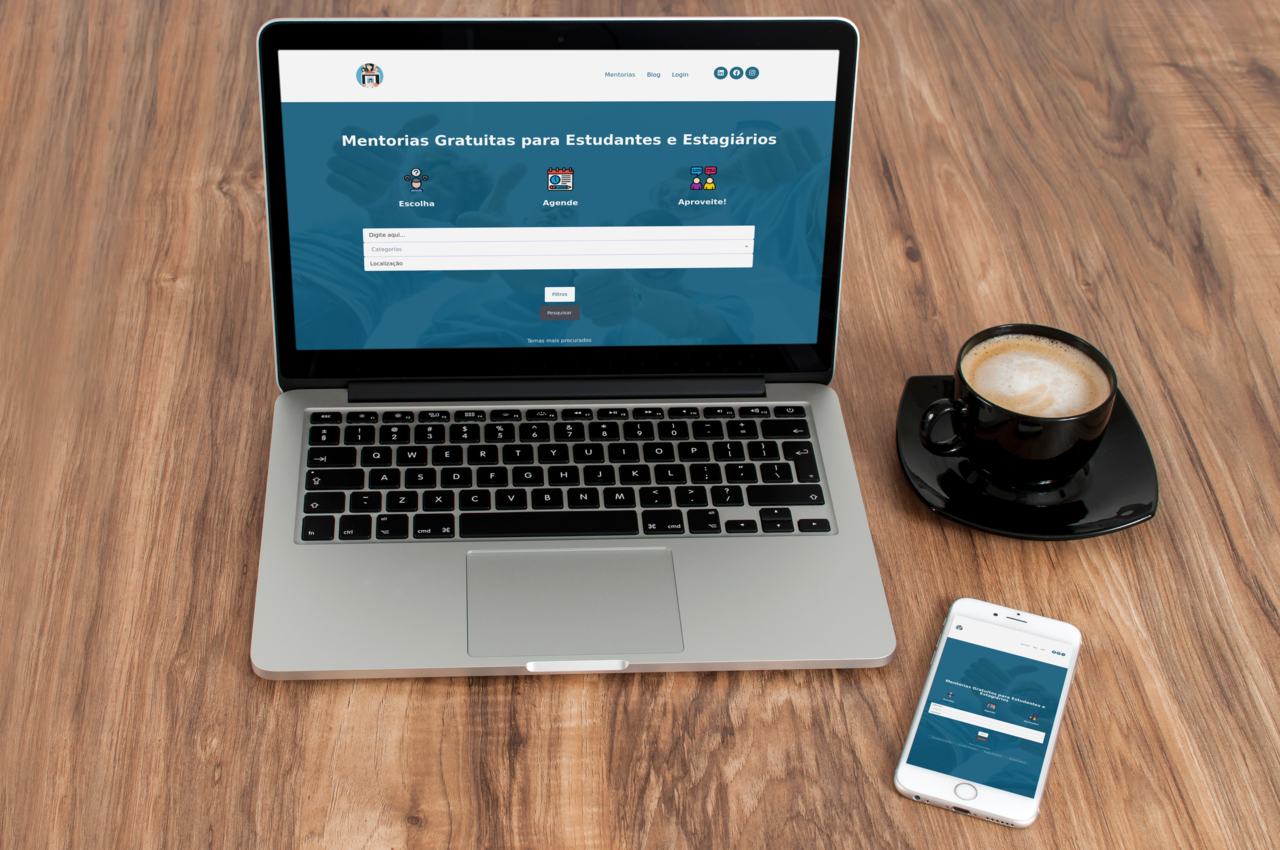 Mentorias Blog Login
Mentorias Gratuitas para Estudantes e Estagiários
Escolha Agende Aproveite!
Digite aqui...
Categorias
Localização
Filtros
Pesquisar
Temas mais procurados
esc
± ! @ # $ % ^ & * ( ) _ +
§ 1 2 3 4 5 6 7 8 9 0 - =
Q W E R T Y U I O P { }
[ ]
A S D F G H J K L : " |
; ' \
~ Z X C V B N M < > ?
` , . /
fn ctrl alt cmd ⌘ ⌘ cmd alt
Mentorias Gratuitas para Estudantes e
Estagiários